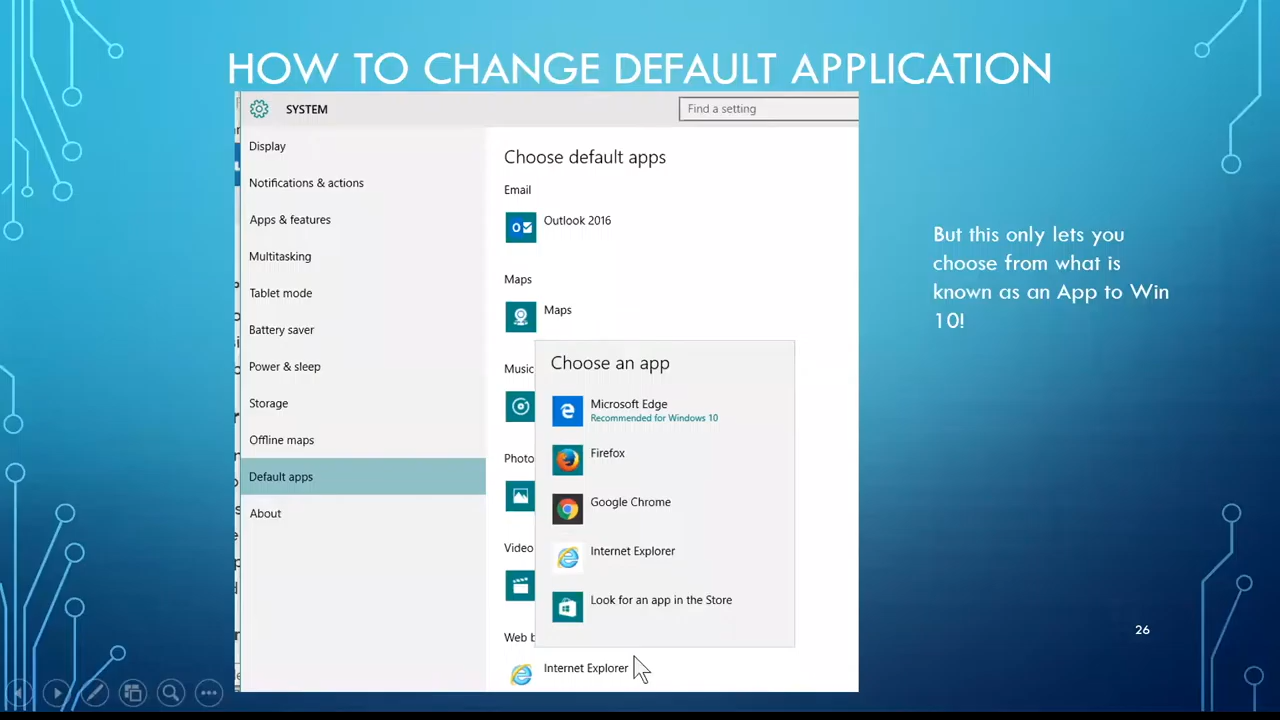 HOW TO CHANGE DEFAULT APPLICATION
SYSTEM
Find a setting
Display
Notifications & actions
Apps & features
Multitasking
Tablet mode
Battery saver
Power & sleep
Storage
Offline maps
Default apps
About
Choose default apps
Email
Outlook 2016
Maps
Maps
Music
Photo
Video
Web b
Internet Explorer
Choose an app
Microsoft Edge
Recommended for Windows 10
Firefox
Google Chrome
Internet Explorer
Look for an app in the Store
But this only lets you
choose from what is
known as an App to Win
10!
26